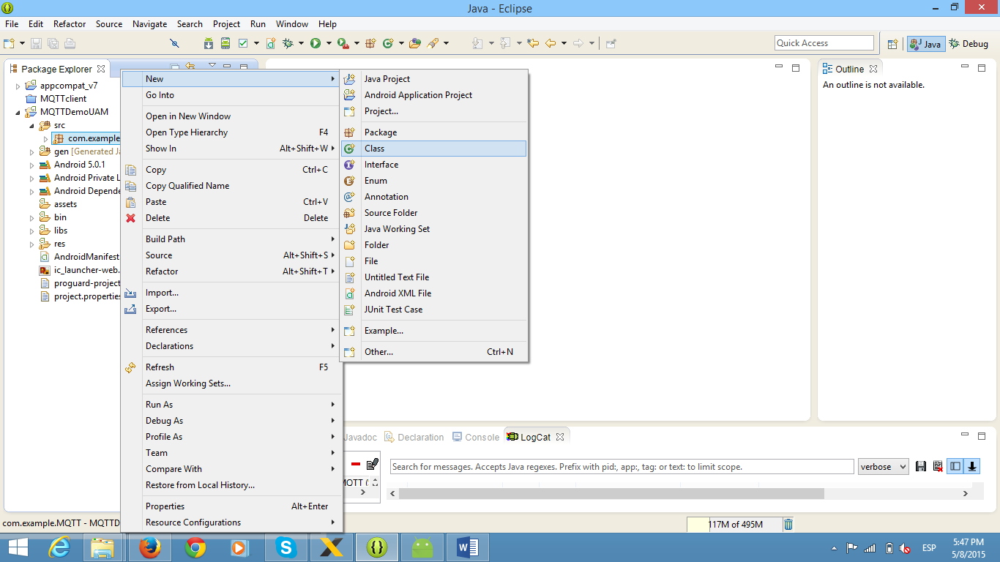 Java - Eclipse
File Edit Refactor Source Navigate Search Project Run Window Help
Quick Access
Java
Debug
Package Explorer
appcompat_v7
MQTTclient
MQTTDemoUAM
src
com.example
gen [Generated Ja
Android 5.0.1
Android Private L
Android Depende
assets
bin
libs
res
AndroidManifest
ic_launcher-web.
proguard-project
project.properties
New
Go Into
Open in New Window
Open Type Hierarchy F4
Show In Alt+Shift+W
Copy Ctrl+C
Copy Qualified Name
Paste Ctrl+V
Delete Delete
Build Path
Source Alt+Shift+S
Refactor Alt+Shift+T
Import...
Export...
References
Declarations
Refresh F5
Assign Working Sets...
Run As
Debug As
Profile As
Team
Compare With
Restore from Local History...
Properties Alt+Enter
Resource Configurations
Java Project
Android Application Project
Project...
Package
Class
Interface
Enum
Annotation
Source Folder
Java Working Set
Folder
File
Untitled Text File
Android XML File
JUnit Test Case
Example...
Other... Ctrl+N
Outline
An outline is not available.
Javadoc Declaration Console LogCat
Search for messages. Accepts Java regexes. Prefix with pid:, app:, tag: or text: to limit scope.
verbose
MQTT (
com.example.MQTT - MQTTD
117M of 495M
ESP
5:47 PM
5/8/2015